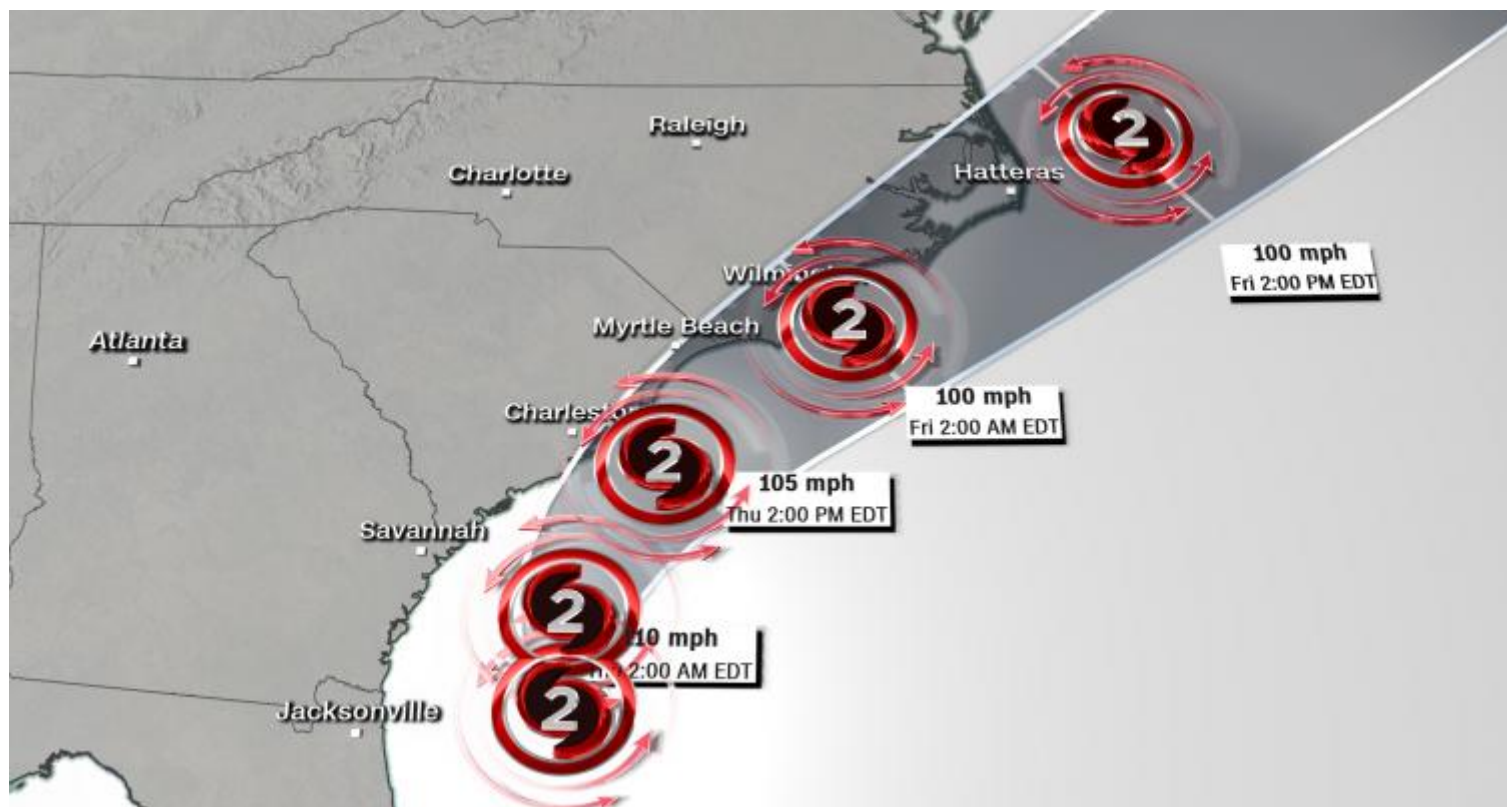 Raleigh
Charlotte
Hatteras
2
100 mph
Fri 2:00 PM EDT
2
Myrtle Beach
Atlanta
100 mph
Fri 2:00 AM EDT
2
105 mph
Thu 2:00 PM EDT
Savannah
2
mph
2:00 AM EDT
2
Jacksonville